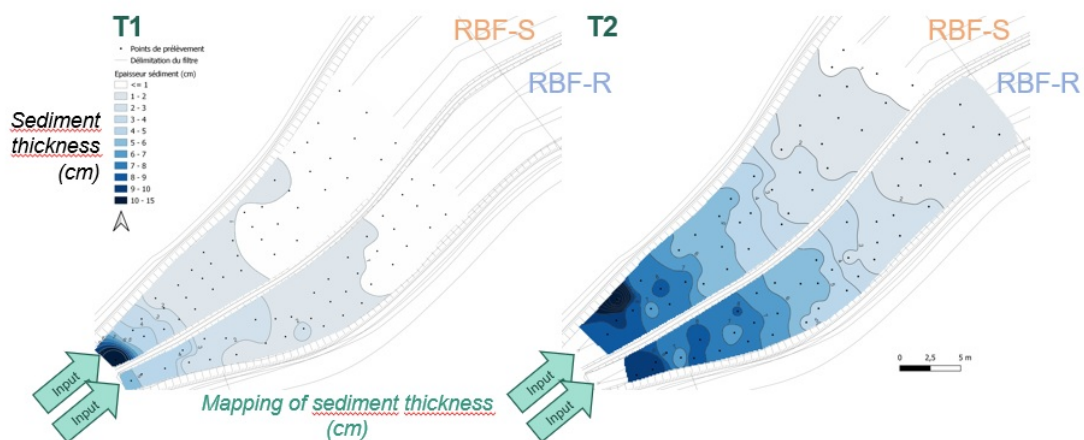 T1
RBF-S
RBF-R
Points de prélèvement
Délimitation du filtre
Epaisseur sédiment (cm)
<= 1
1 - 2
2 - 3
3 - 4
4 - 5
5 - 6
6 - 7
7 - 8
8 - 9
9 - 10
10 - 15
Sediment
thickness
(cm)
Input
Input
Mapping of sediment thickness
(cm)
T2
RBF-S
RBF-R
0 2,5 5 m
Input
Input